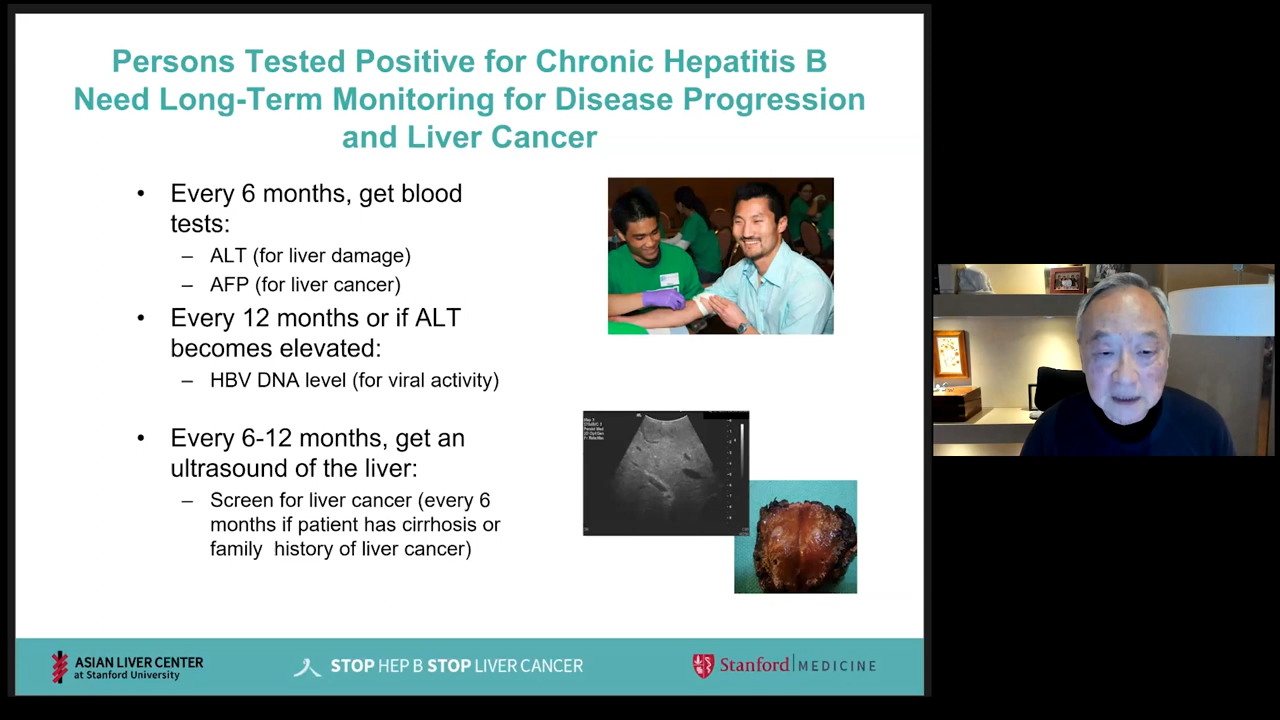 Persons Tested Positive for Chronic Hepatitis B
Need Long-Term Monitoring for Disease Progression
and Liver Cancer
• Every 6 months, get blood
tests:
– ALT (for liver damage)
– AFP (for liver cancer)
• Every 12 months or if ALT
becomes elevated:
– HBV DNA level (for viral activity)
• Every 6-12 months, get an
ultrasound of the liver:
– Screen for liver cancer (every 6
months if patient has cirrhosis or
family history of liver cancer)
ASIAN LIVER CENTER
at Stanford University
STOP HEP B STOP LIVER CANCER
Stanford MEDICINE